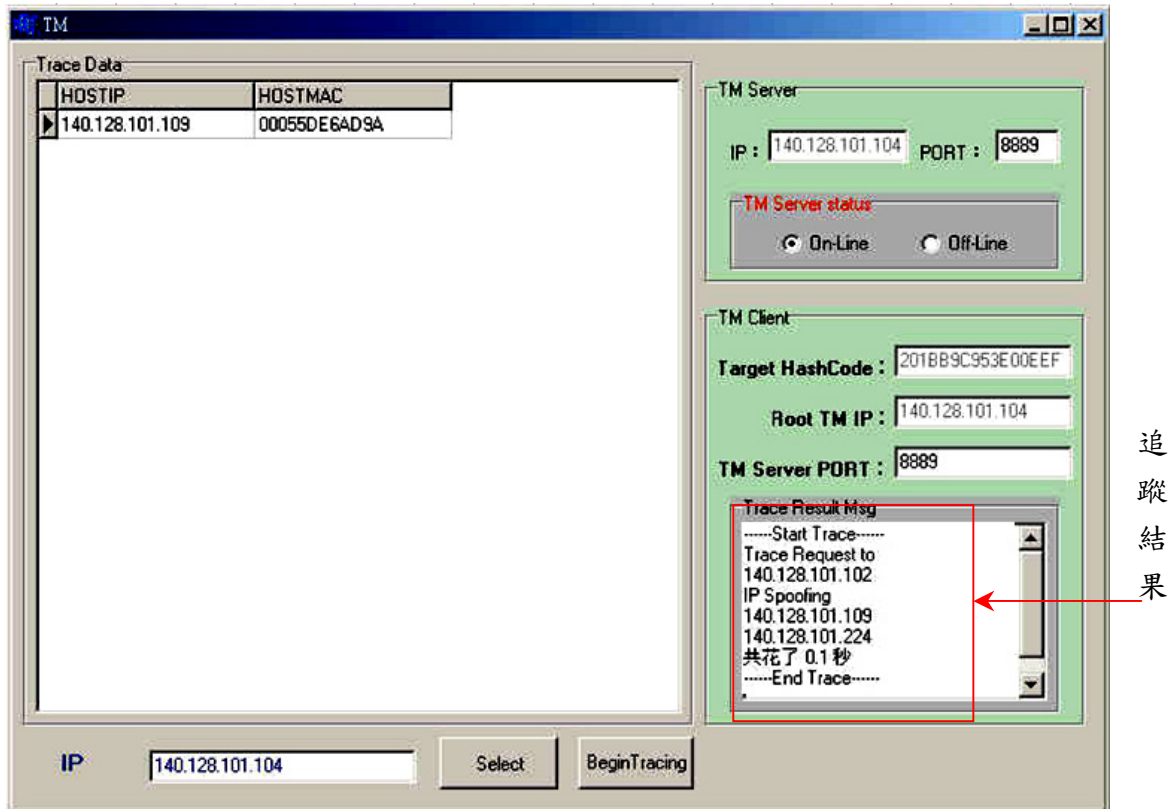 TM
Trace Data
HOSTIP HOSTMAC
140.128.101.109 00055DE6AD9A
TM Server
IP : 140.128.101.104 PORT : 8889
TM Server status
On-Line Off-Line
TM Client
Target HashCode : 201BB9C953E00EEF
Root TM IP : 140.128.101.104
TM Server PORT : 8889
Trace Result Msg
------Start Trace------
Trace Request to
140.128.101.102
IP Spoofing
140.128.101.109
140.128.101.224
共花了 0.1 秒
------End Trace------
追蹤結果
IP 140.128.101.104 Select BeginTracing